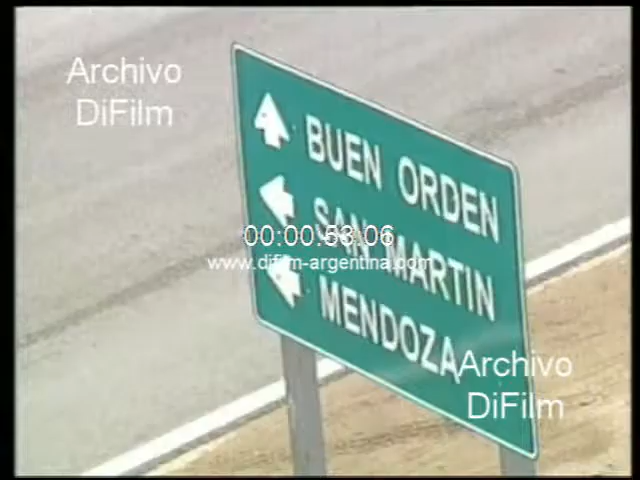 Archivo
DiFilm
BUEN ORDEN
SAN MARTIN
MENDOZA
00:00:53:06
www.difilm-argentina.com
Archivo
DiFilm